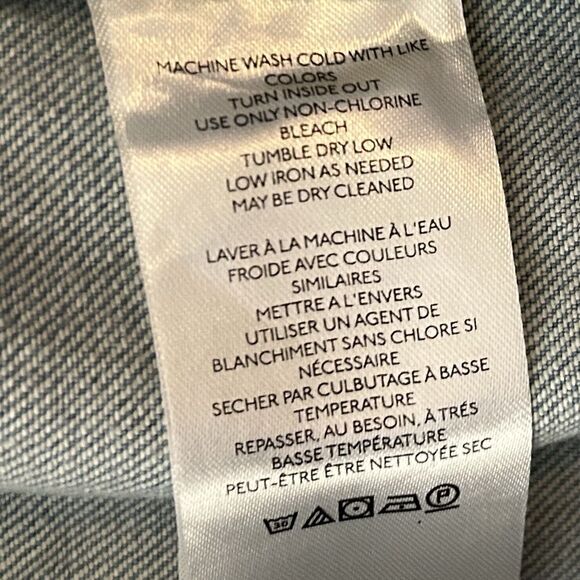 MACHINE WASH COLD WITH LIKE
COLORS
TURN INSIDE OUT
USE ONLY NON-CHLORINE
BLEACH
TUMBLE DRY LOW
LOW IRON AS NEEDED
MAY BE DRY CLEANED
LAVER À LA MACHINE À L'EAU
FROIDE AVEC COULEURS
SIMILAIRES
METTRE A L'ENVERS
UTILISER UN AGENT DE
BLANCHIMENT SANS CHLORE SI
NÉCESSAIRE
SECHER PAR CULBUTAGE À BASSE
TEMPERATURE
REPASSER, AU BESOIN, À TRÉS
BASSE TEMPÉRATURE
PEUT-ÊTRE ÊTRE NETTOYÉE SEC
30 P